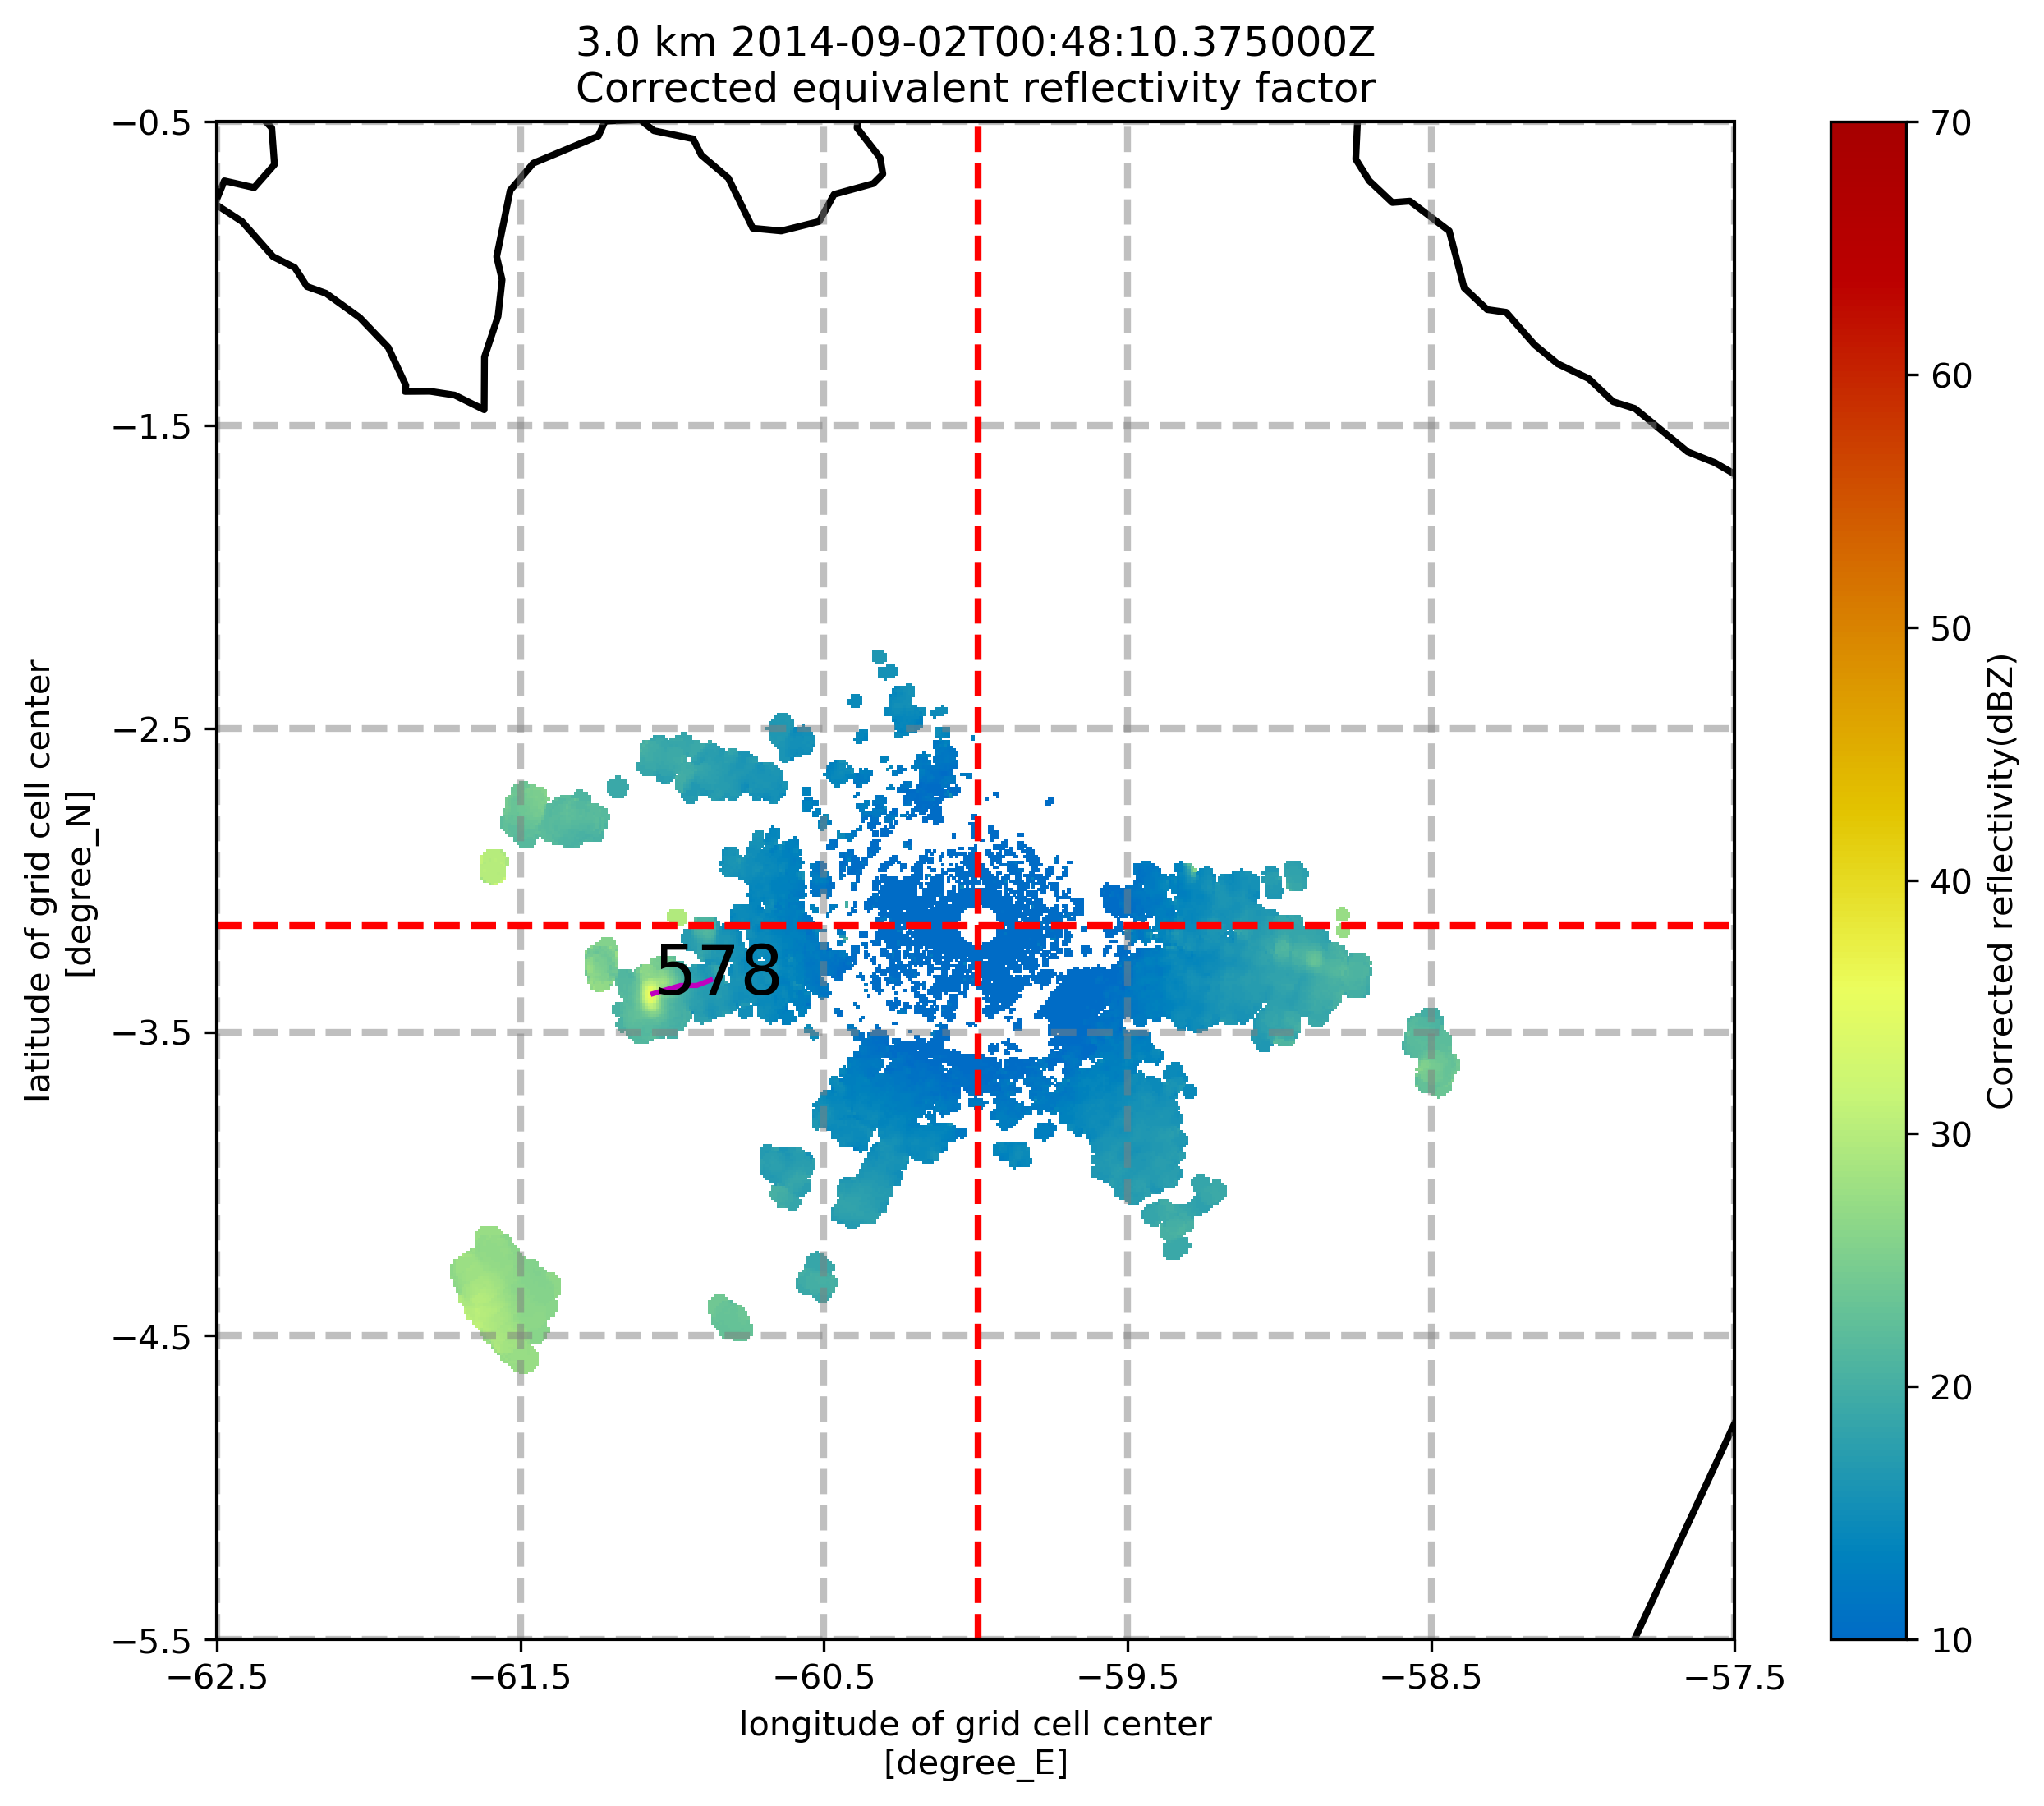 3.0 km 2014-09-02T00:48:10.375000Z
Corrected equivalent reflectivity factor
−0.5
−1.5
−2.5
−3.5
−4.5
−5.5
latitude of grid cell center
[degree_N]
578
−62.5
−61.5
−60.5
−59.5
−58.5
−57.5
longitude of grid cell center
[degree_E]
70
60
50
40
30
20
10
Corrected reflectivity(dBZ)